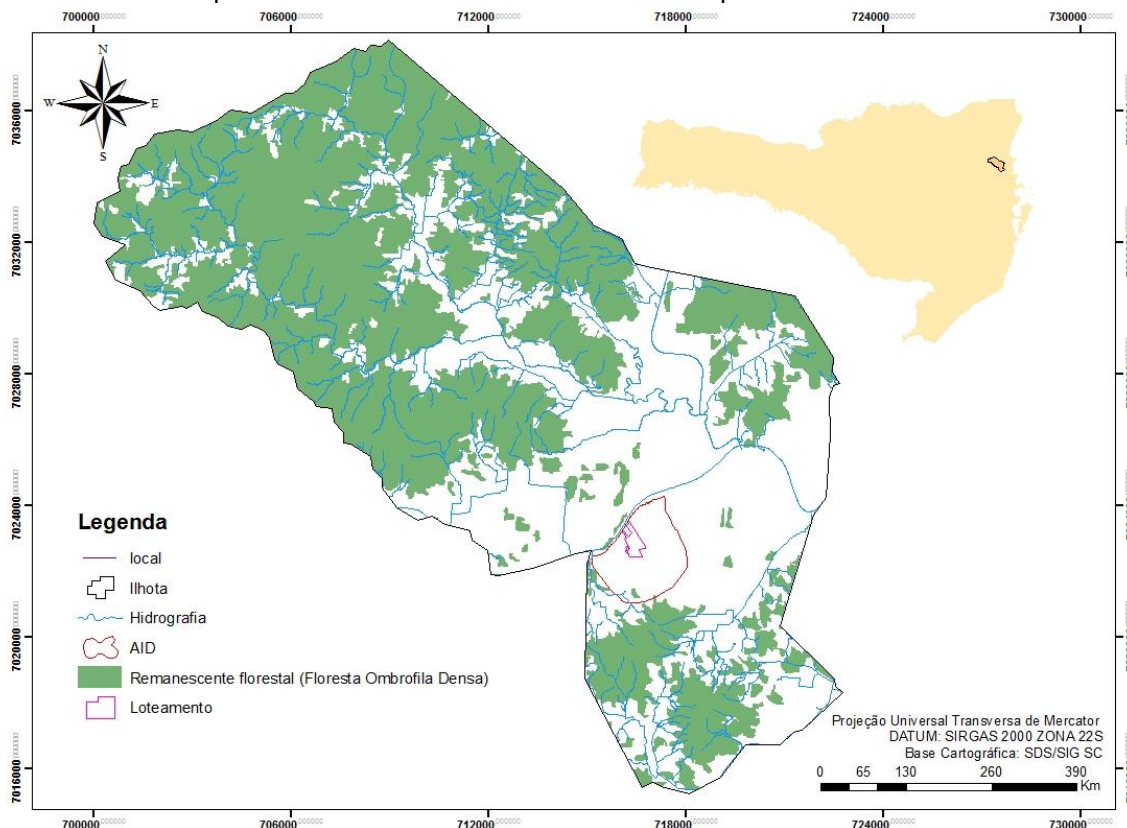 700000 706000 712000 718000 724000 730000
N
W E
S
7036000
7032000
7028000
7024000
7020000
7016000
Legenda
local
Ilhota
Hidrografia
AID
Remanescente florestal (Floresta Ombrofila Densa)
Loteamento
Projeção Universal Transversa de Mercator
DATUM: SIRGAS 2000 ZONA 22S
Base Cartográfica: SDS/SIG SC
0 65 130 260 390
Km
700000 706000 712000 718000 724000 730000